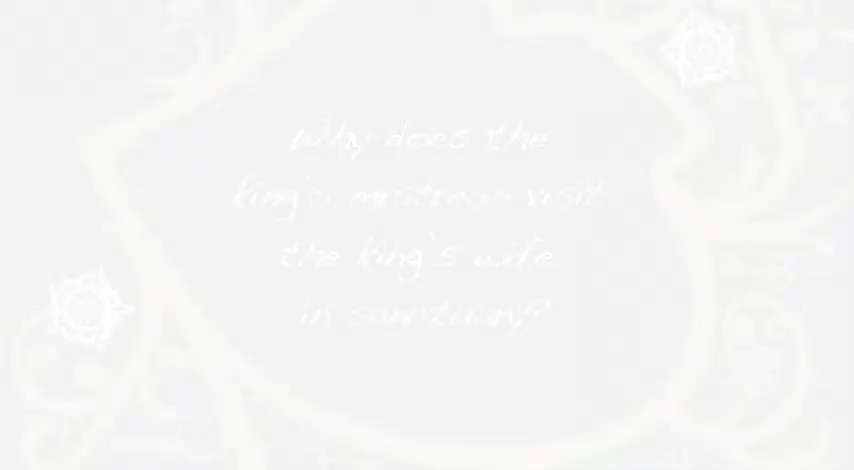 Why does the
king's mistress visit
the king's wife
in sanctuary?